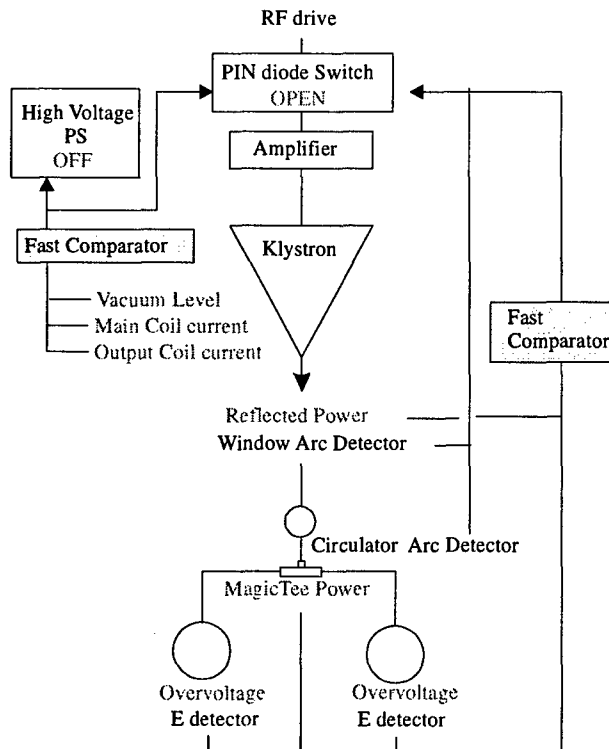 RF drive
PIN diode Switch
OPEN
High Voltage
PS
OFF
Amplifier
Fast Comparator
Klystron
Vacuum Level
Main Coil current
Output Coil current
Fast
Comparator
Reflected Power
Window Arc Detector
Circulator Arc Detector
MagicTee Power
Overvoltage
E detector
Overvoltage
E detector